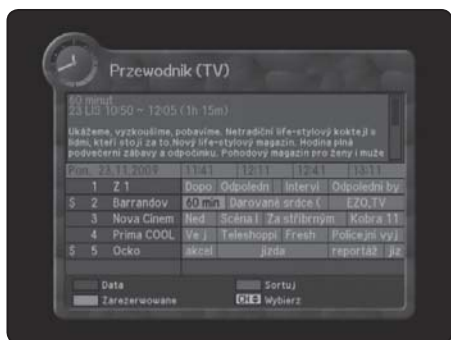 Przewodnik (TV)
60 minut
23 LIS 10:50 ~ 12:05 (1h 15m)
Ukážeme, vyzkoušíme, pobavíme. Netradiční life-stylový koktejl s
lidmi, kteří stojí za to.Nový life-stylový magazín. Hodina plná
podvečerní zábavy a odpočinku. Pohodový magazín pro ženy i muže
Pon. 23.11.2009 11:41 12:11 12:41 13:11
1 Z 1 Dopo Odpoledn Intervi Odpolední by
$ 2 Barrandov 60 min Darované srdce ( EZO.TV
3 Nova Cinem Ned Scéna I Za stříbrným Kobra 11
4 Prima COOL Ve j Teleshoppi Fresh Policejní vyj
$ 5 Ocko akcel jízda reportáž jíz
Data Sortuj
Zarezerwowane CH Wybierz